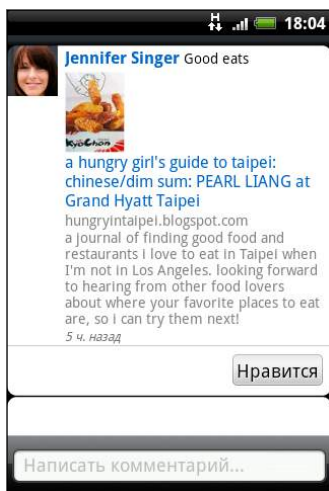 H
18:04
Jennifer Singer Good eats
KyoChon
a hungry girl's guide to taipei:
chinese/dim sum: PEARL LIANG at
Grand Hyatt Taipei
hungryintaipei.blogspot.com
a journal of finding good food and
restaurants i love to eat in Taipei when
I'm not in Los Angeles. looking forward
to hearing from other food lovers
about where your favorite places to eat
are, so i can try them next!
5 ч. назад
Нравится
Написать комментарий...